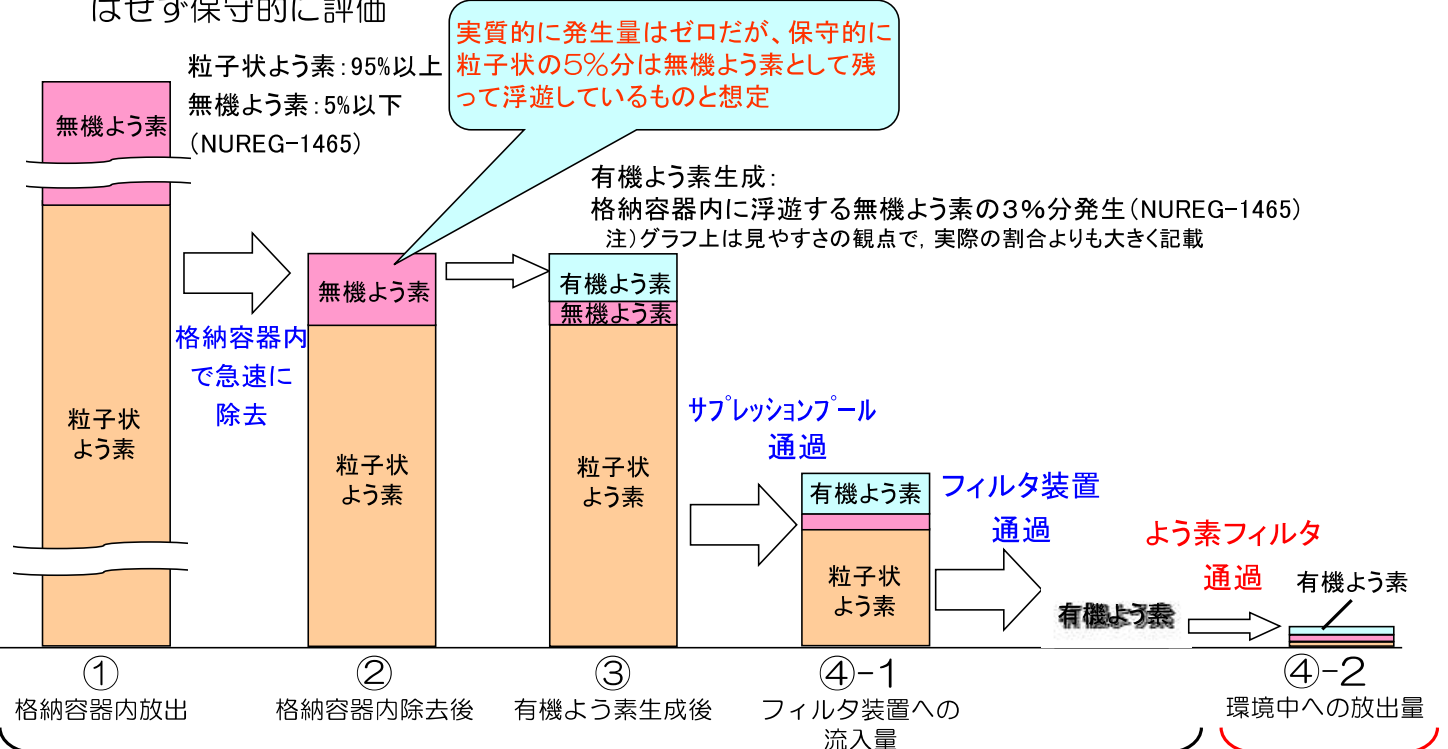 はせず保守的に評価
実質的に発生量はゼロだが、保守的に
粒子状の5%分は無機よう素として残
って浮遊しているものと想定
粒子状よう素:95%以上
無機よう素:5%以下
(NUREG-1465)
無機よう素
粒子状
よう素
格納容器内
で急速に
除去
無機よう素
粒子状
よう素
有機よう素生成:
格納容器内に浮遊する無機よう素の3%分発生(NUREG-1465)
注)グラフ上は見やすさの観点で,実際の割合よりも大きく記載
有機よう素
無機よう素
粒子状
よう素
サプレッションプール
通過
有機よう素
粒子状
よう素
フィルタ装置
通過
有機よう素
よう素フィルタ
通過
有機よう素
①
格納容器内放出
②
格納容器内除去後
③
有機よう素生成後
④-1
フィルタ装置への
流入量
④-2
環境中への放出量